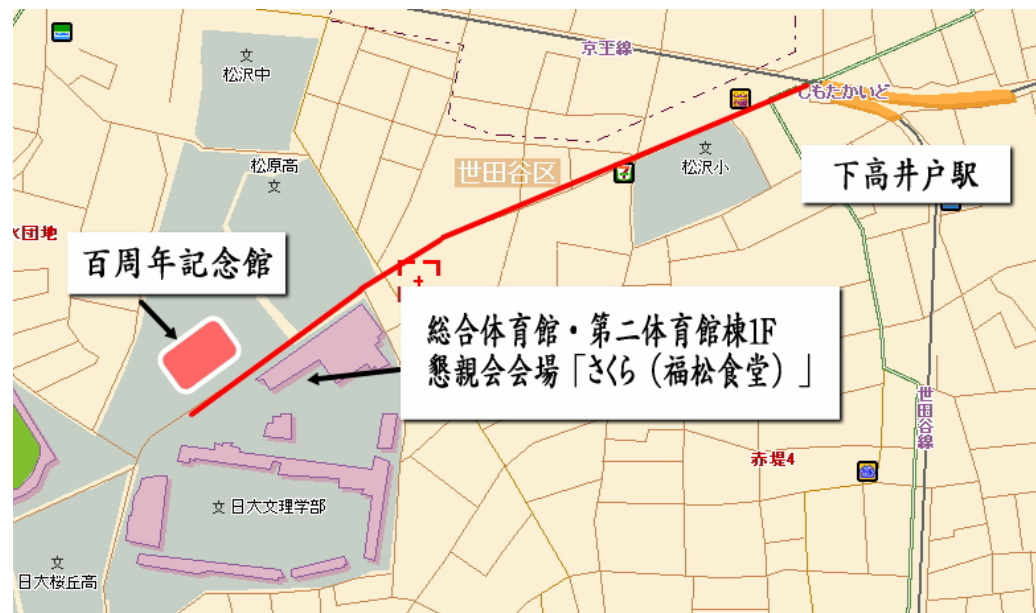 文
松沢中
京王線
しもたかいど
松原高
文
世田谷区
文
松沢小
下高井戸駅
団地
百周年記念館
総合体育館・第二体育館棟1F
懇親会会場「さくら(福松食堂)」
世田谷線
赤堤4
文 日大文理学部
文
日大桜丘高